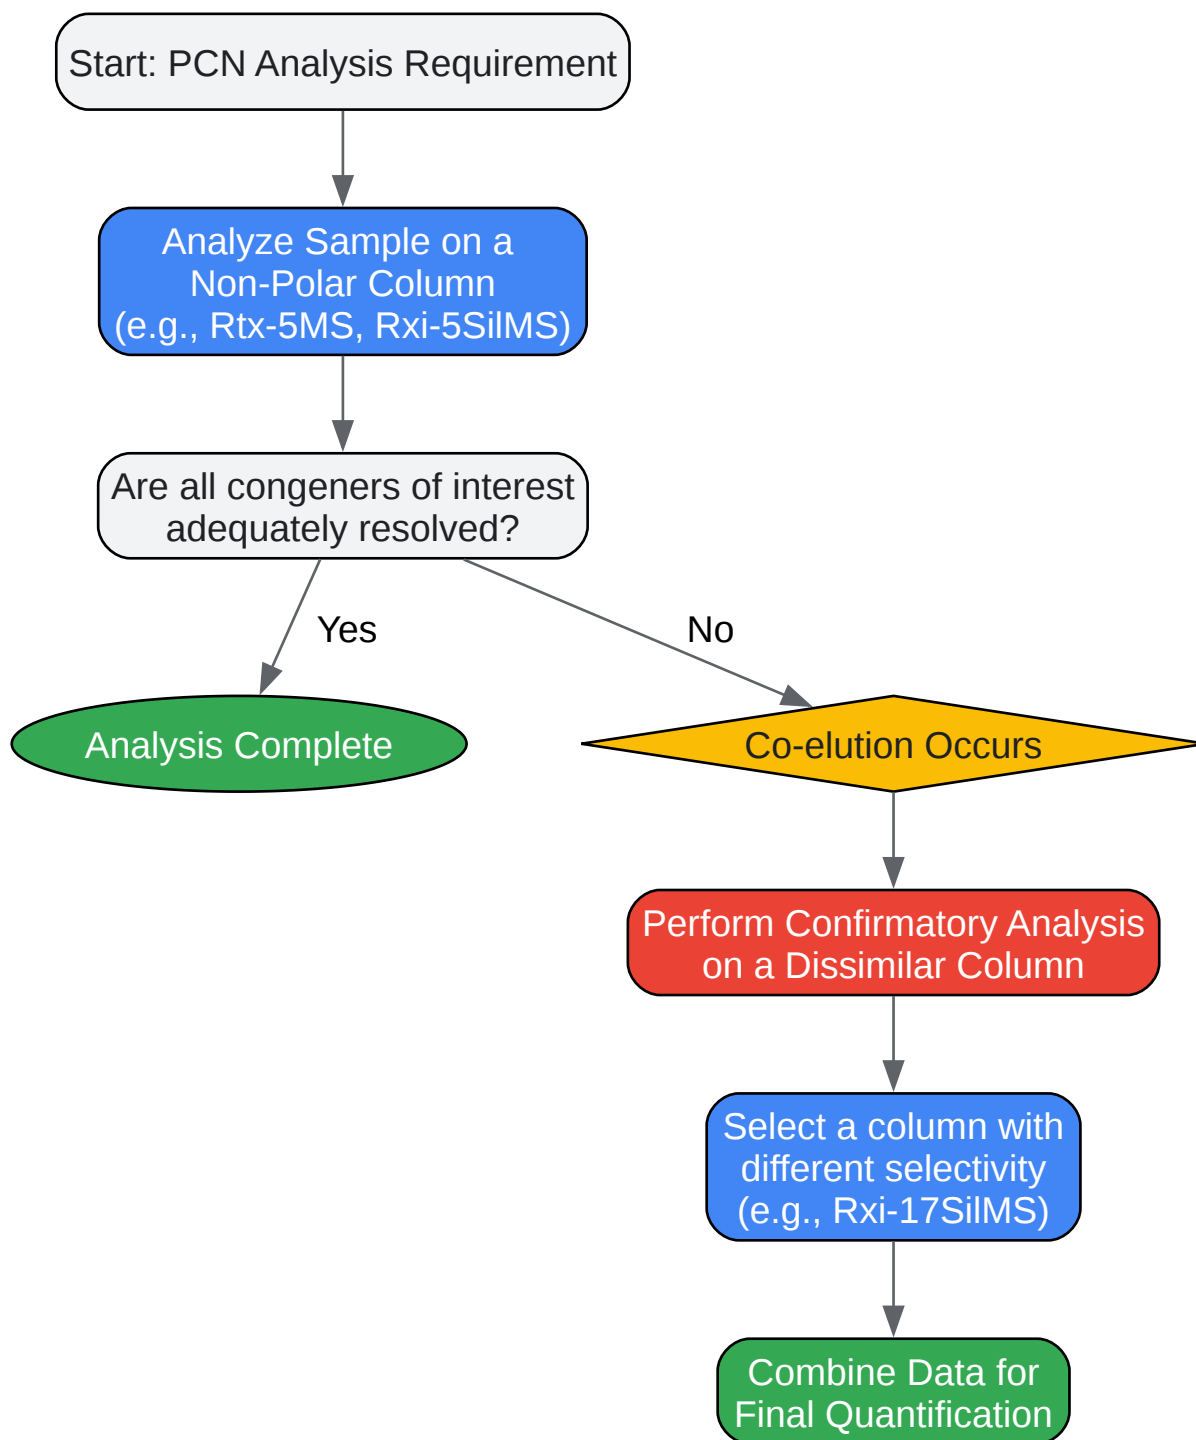 Start: PCN Analysis Requirement
Analyze Sample on a
Non-Polar Column
(e.g., Rtx-5MS, Rxi-5SilMS)
Are all congeners of interest
adequately resolved?
Yes
No
Analysis Complete
Co-elution Occurs
Perform Confirmatory Analysis
on a Dissimilar Column
Select a column with
different selectivity
(e.g., Rxi-17SilMS)
Combine Data for
Final Quantification